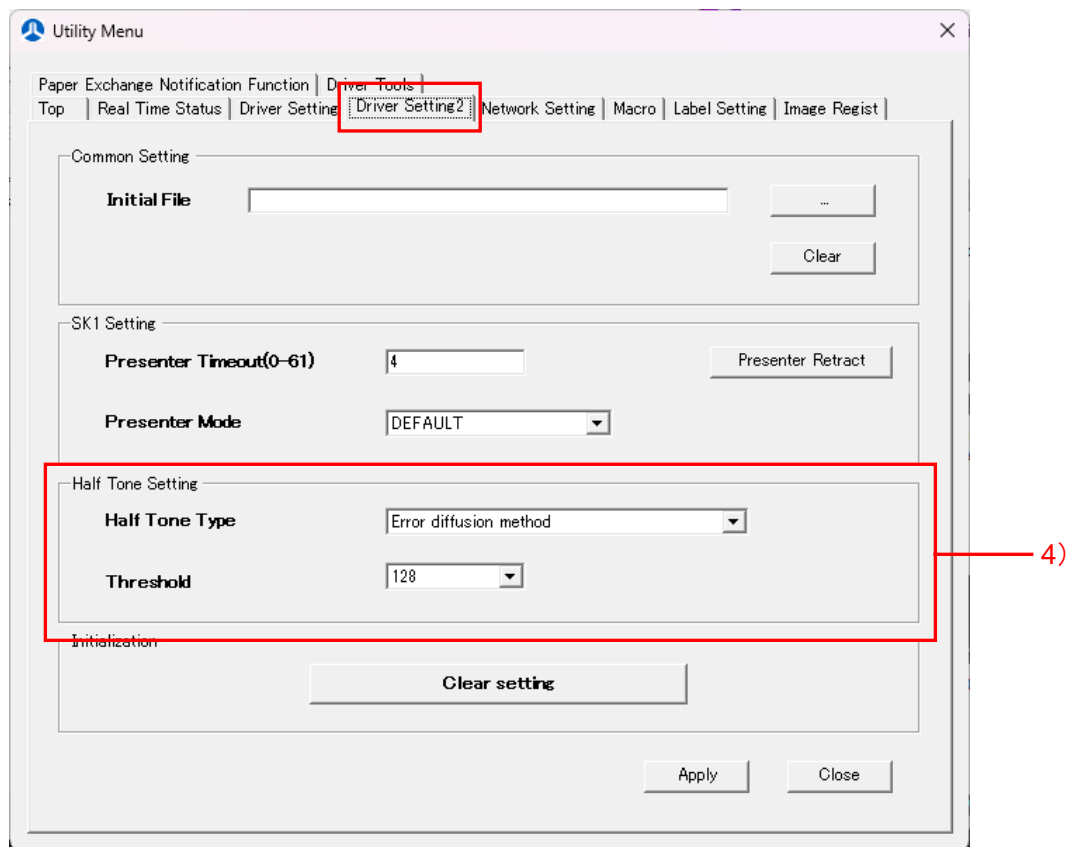 Utility Menu
Paper Exchange Notification Function Driver Tools
Top Real Time Status Driver Setting Driver Setting2 Network Setting Macro Label Setting Image Regist
Common Setting
Initial File ...
Clear
SK1 Setting
Presenter Timeout(0-61) 4 Presenter Retract
Presenter Mode DEFAULT
Half Tone Setting
Half Tone Type Error diffusion method
4)
Threshold 128
Initialization
Clear setting
Apply Close